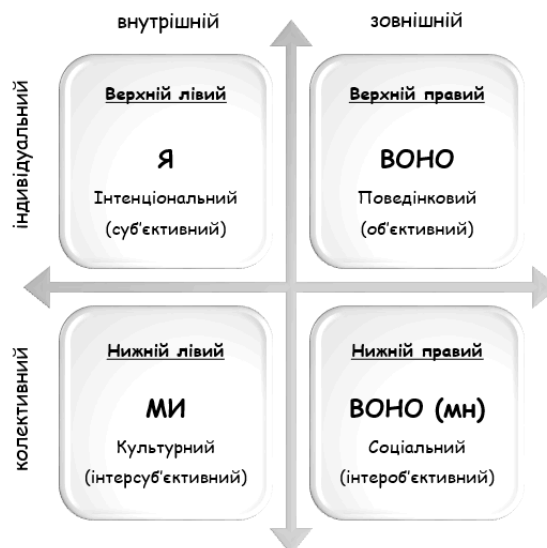 внутрішній
зовнішній
індивідуальний
Верхній лівий
Я
Інтенціональний
(суб'єктивний)
Верхній правий
ВОНО
Поведінковий
(об'єктивний)
колективний
Нижній лівий
МИ
Культурний
(інтерсуб'єктивний)
Нижній правий
ВОНО (мн)
Соціальний
(інтероб'єктивний)